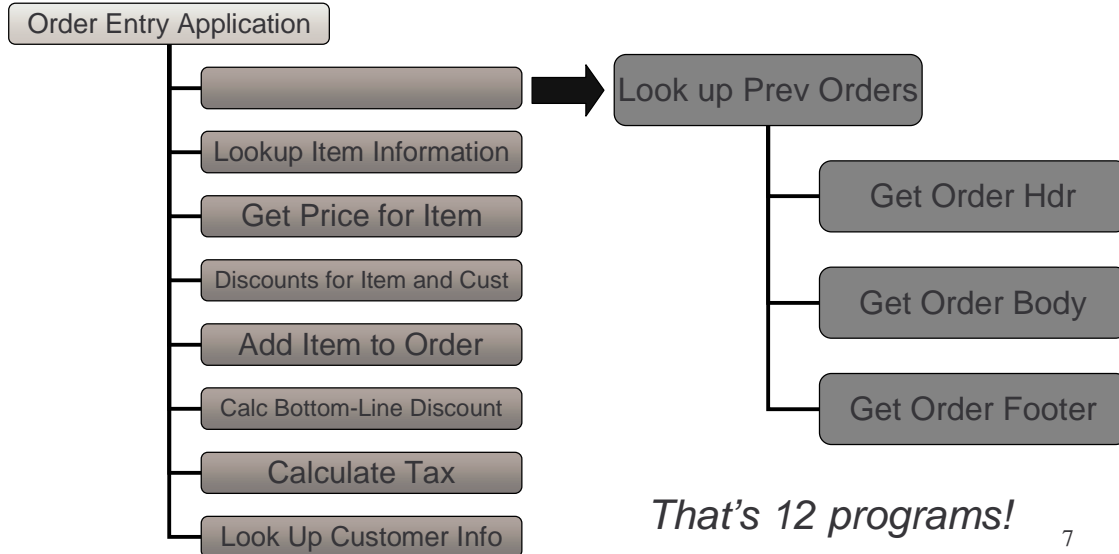 Order Entry Application
Lookup Item Information
Get Price for Item
Discounts for Item and Cust
Add Item to Order
Calc Bottom-Line Discount
Calculate Tax
Look Up Customer Info
Look up Prev Orders
Get Order Hdr
Get Order Body
Get Order Footer
That's 12 programs!
7